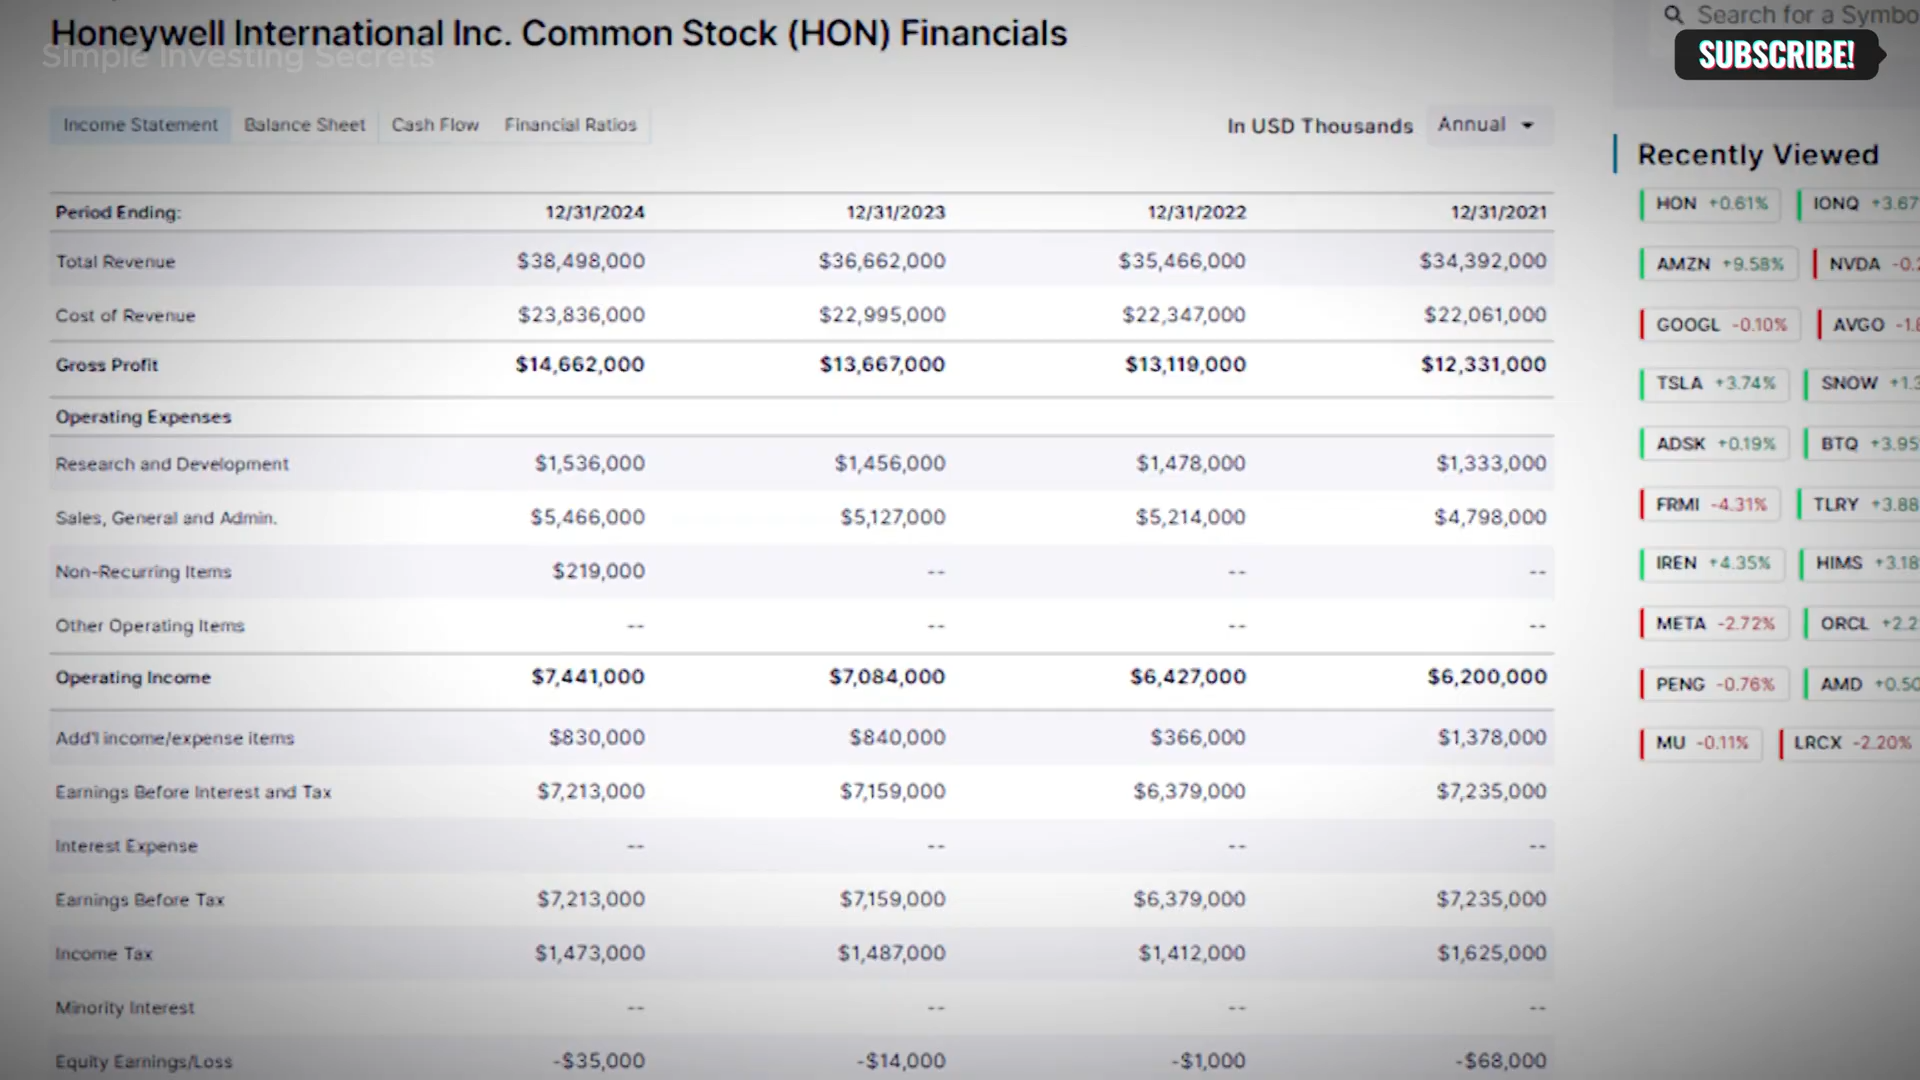 Honeywell International Inc. Common Stock (HON) Financials
Simple Investing Secrets
Search for a Symbo
SUBSCRIBE!
Income Statement Balance Sheet Cash Flow Financial Ratios In USD Thousands Annual
Period Ending: 12/31/2024 12/31/2023 12/31/2022 12/31/2021
Total Revenue $38,498,000 $36,662,000 $35,466,000 $34,392,000
Cost of Revenue $23,836,000 $22,995,000 $22,347,000 $22,061,000
Gross Profit $14,662,000 $13,667,000 $13,119,000 $12,331,000
Operating Expenses
Research and Development $1,536,000 $1,456,000 $1,478,000 $1,333,000
Sales, General and Admin. $5,466,000 $5,127,000 $5,214,000 $4,798,000
Non-Recurring Items $219,000 -- -- --
Other Operating Items -- -- -- --
Operating Income $7,441,000 $7,084,000 $6,427,000 $6,200,000
Add'l income/expense items $830,000 $840,000 $366,000 $1,378,000
Earnings Before Interest and Tax $7,213,000 $7,159,000 $6,379,000 $7,235,000
Interest Expense -- -- -- --
Earnings Before Tax $7,213,000 $7,159,000 $6,379,000 $7,235,000
Income Tax $1,473,000 $1,487,000 $1,412,000 $1,625,000
Minority Interest -- -- -- --
Equity Earnings/Loss -$35,000 -$14,000 -$1,000 -$68,000
Recently Viewed
HON +0.61% IONQ +3.67
AMZN +9.58% NVDA -0.
GOOGL -0.10% AVGO -1.
TSLA +3.74% SNOW +1.
ADSK +0.19% BTQ +3.95
FRMI -4.31% TLRY +3.88
IREN +4.35% HIMS +3.18
META -2.72% ORCL +2.2
PENG -0.76% AMD +0.50
MU -0.11% LRCX -2.20%